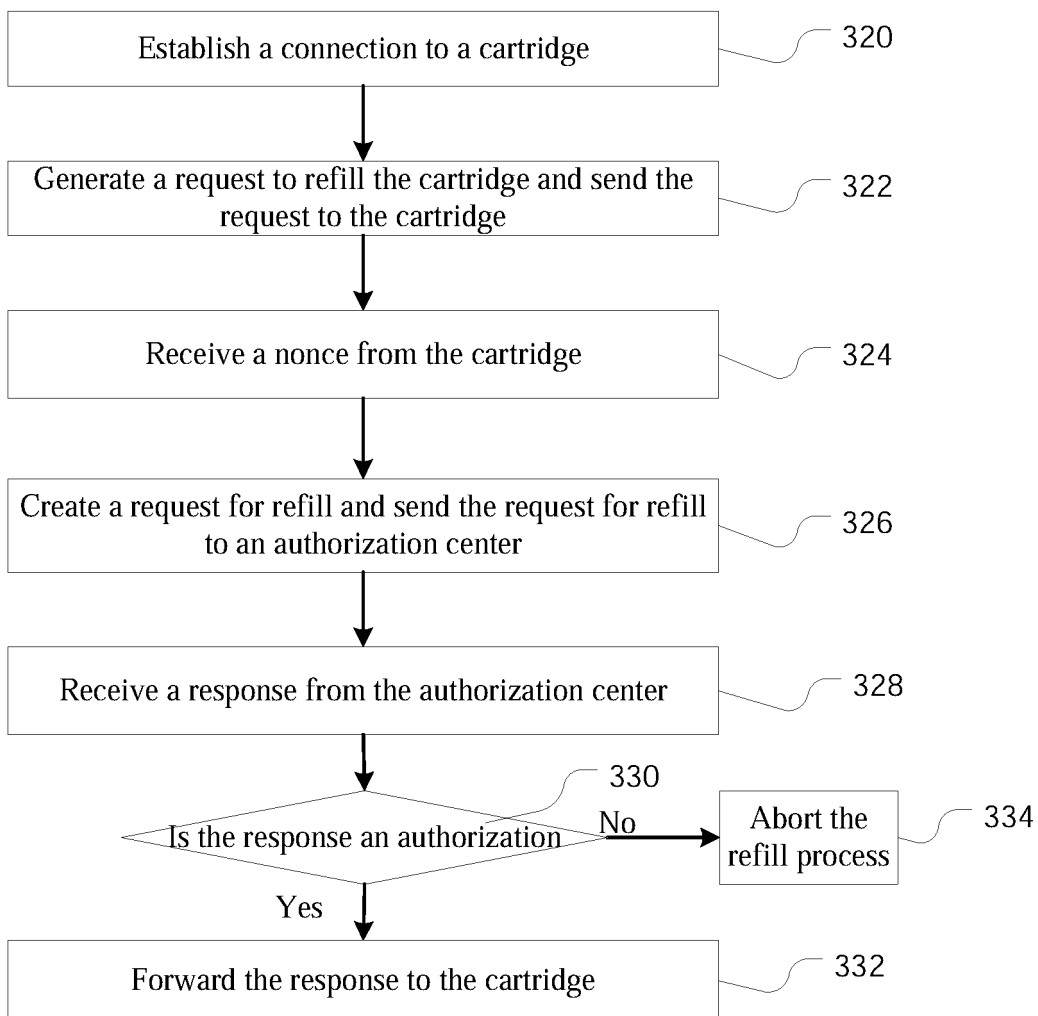 Establish a connection to a cartridge
320
Generate a request to refill the cartridge and send the
request to the cartridge
322
Receive a nonce from the cartridge
324
Create a request for refill and send the request for refill
to an authorization center
326
Receive a response from the authorization center
328
330
Is the response an authorization
No
Abort the
refill process
334
Yes
Forward the response to the cartridge
332